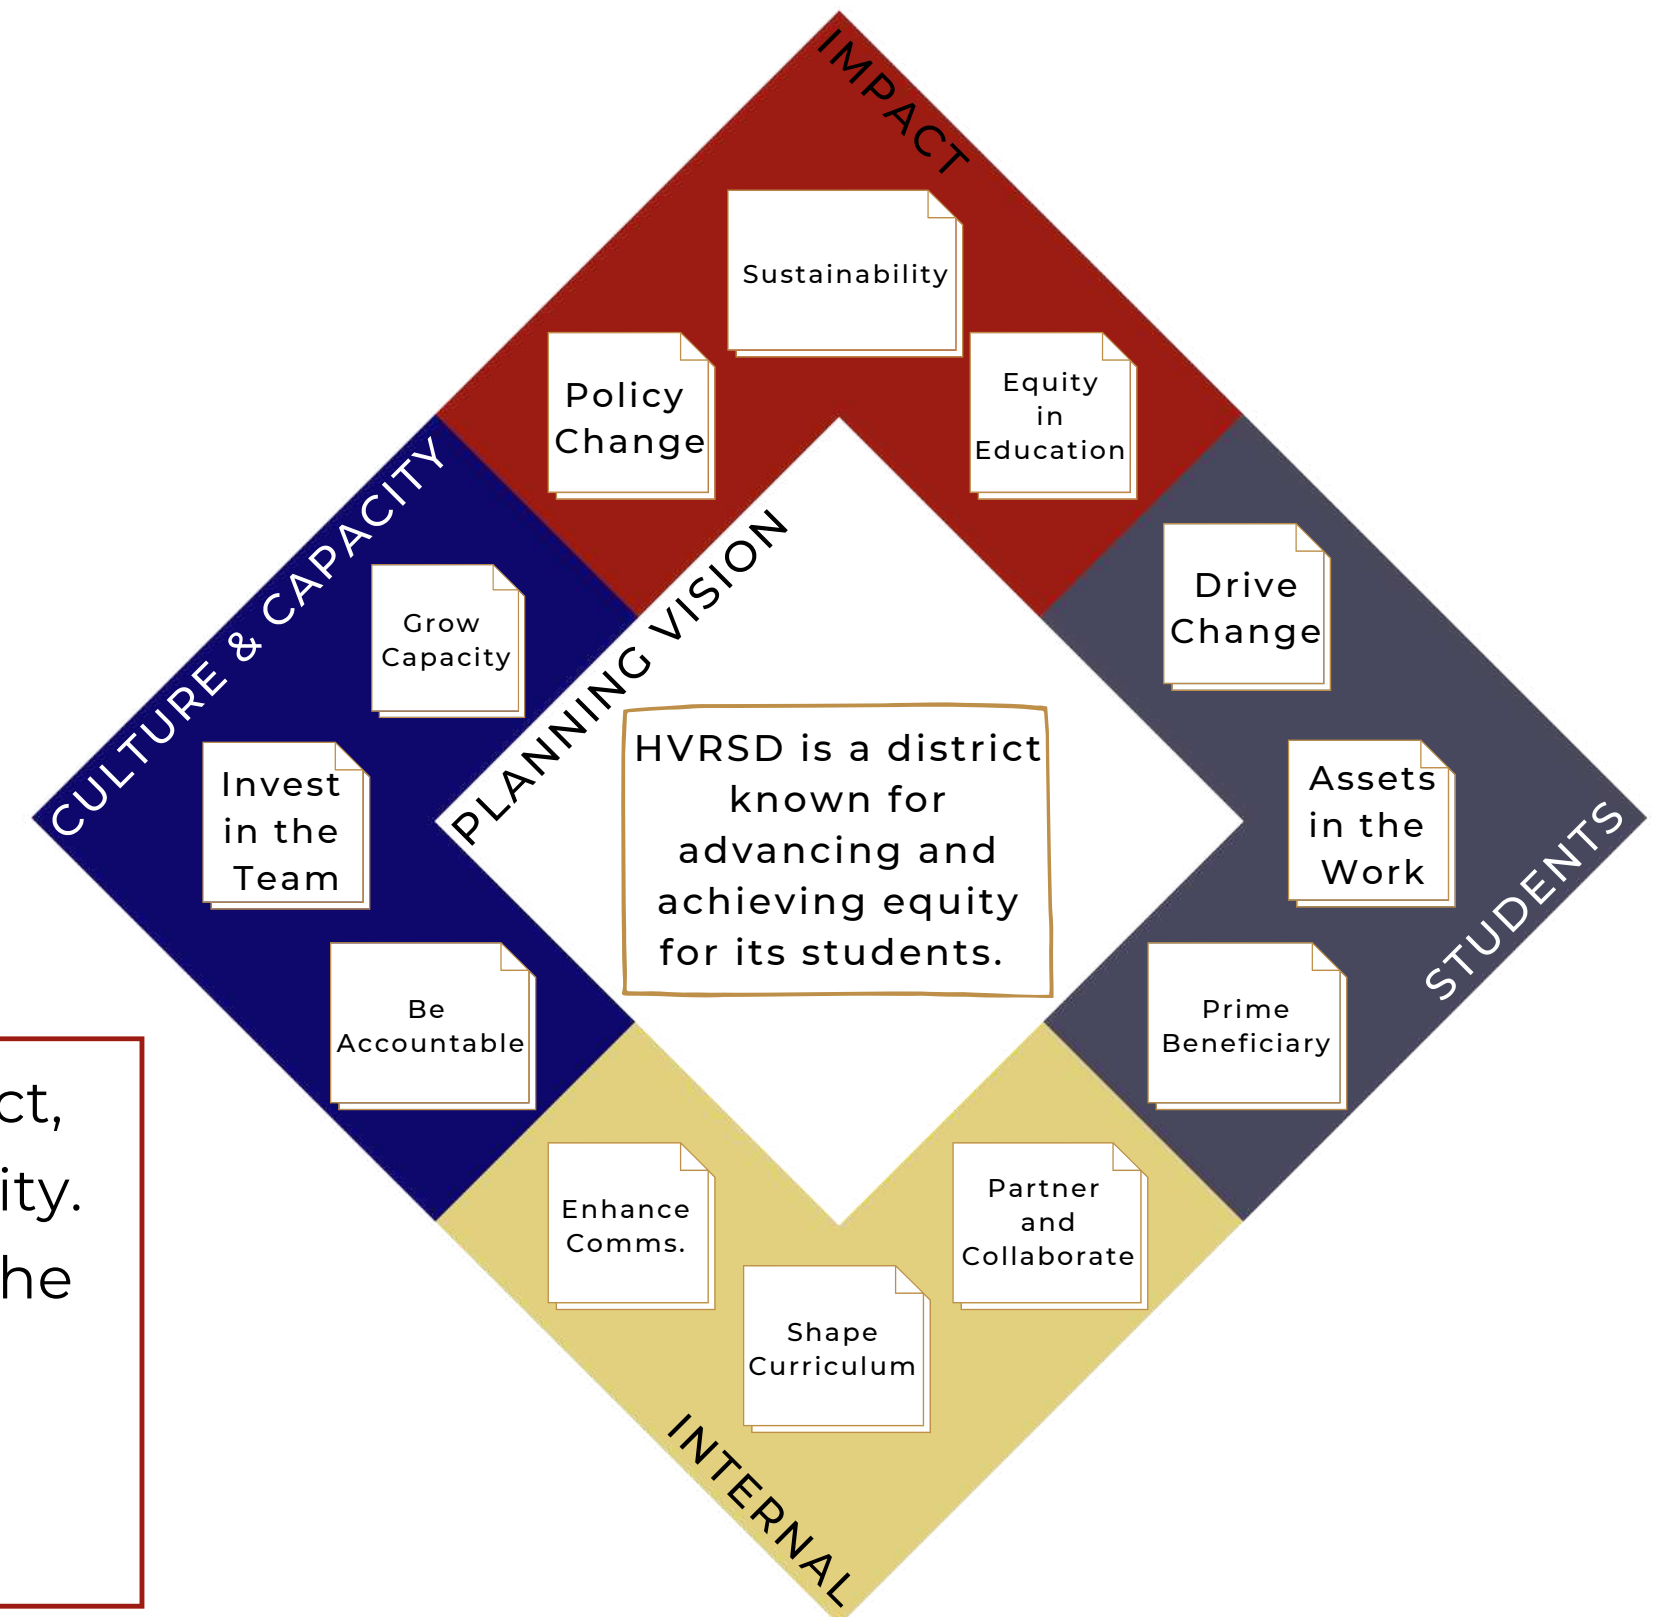 IMPACT
Sustainability
Policy
Change
Equity
in
Education
CULTURE & CAPACITY
Grow
Capacity
Invest
in the
Team
Be
Accountable
PLANNING VISION
HVRSD is a district
known for
advancing and
achieving equity
for its students.
Drive
Change
Assets
in the
Work
Prime
Beneficiary
STUDENTS
Enhance
Comms.
Shape
Curriculum
Partner
and
Collaborate
INTERNAL
ct,
ity.
he